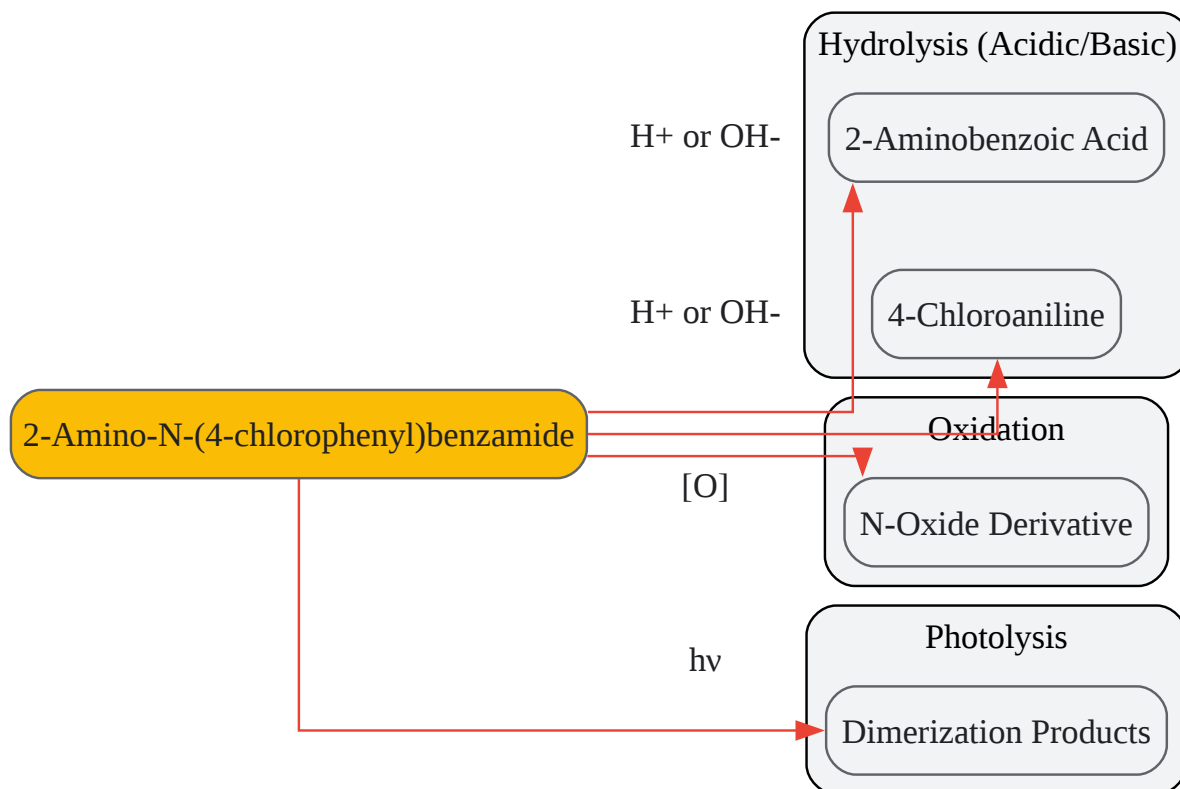 Hydrolysis (Acidic/Basic)
H+ or OH-
2-Aminobenzoic Acid
H+ or OH-
4-Chloroaniline
2-Amino-N-(4-chlorophenyl)benzamide
Oxidation
[O]
N-Oxide Derivative
Photolysis
hν
Dimerization Products